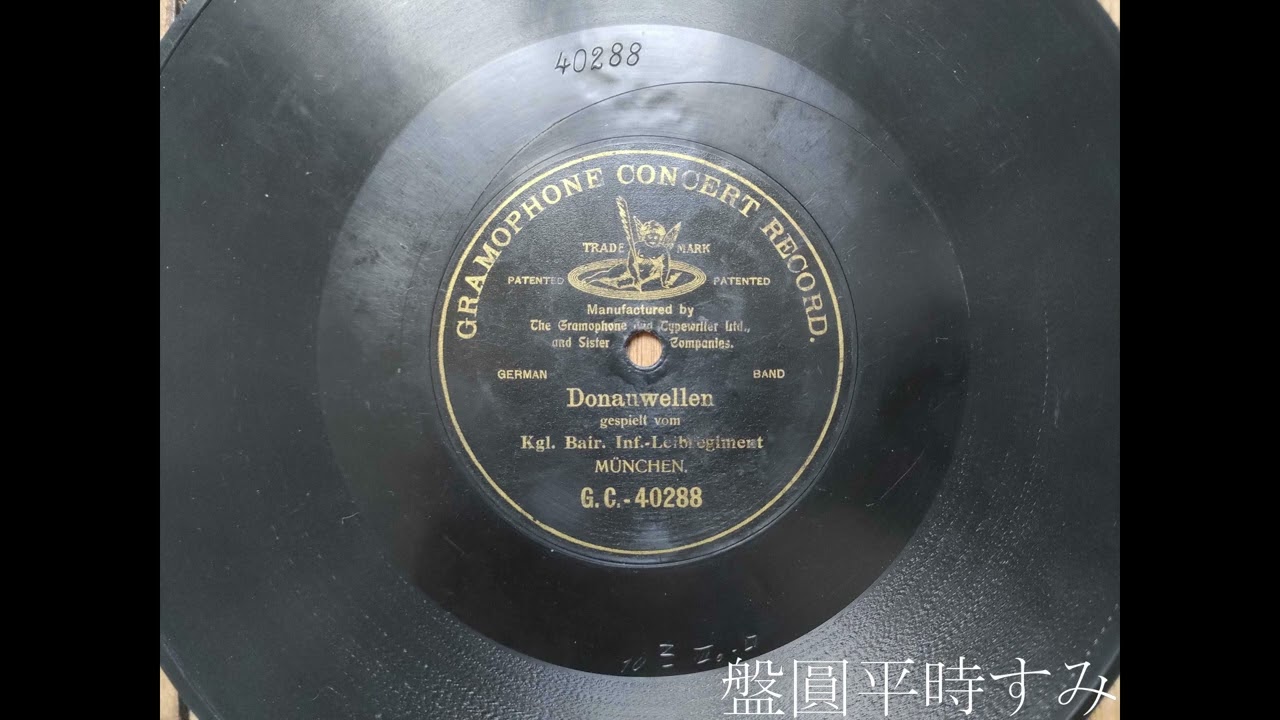 40288
GRAMOPHONE CONCERT RECORD.
TRADE MARK
PATENTED PATENTED
Manufactured by
The Gramophone and Typewriter Ltd.,
and Sister Companies.
GERMAN BAND
Donauwellen
gespielt vom
Kgl. Bair. Inf.-Leibregiment
MÜNCHEN.
G.C.-40288
盤圓平時すみ